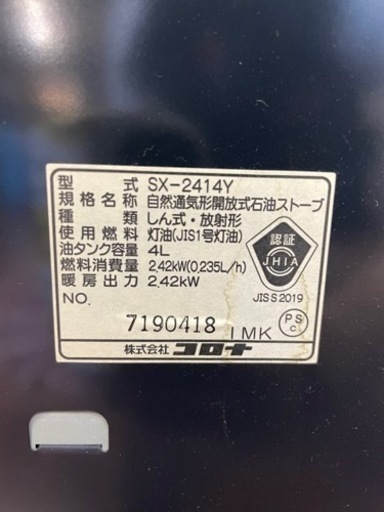 型式 SX-2414Y
規格名称 自然通気形開放式石油ストーブ
種類 しん式・放射形
使用燃料 灯油(JIS1号灯油)
油タンク容量 4L
燃料消費量 2,42kW(0,235L/h)
暖房出力 2,42kW
NO.
認証
JHIA
JIS S 2019
7190418 IMK
PS
C
株式会社コロナ